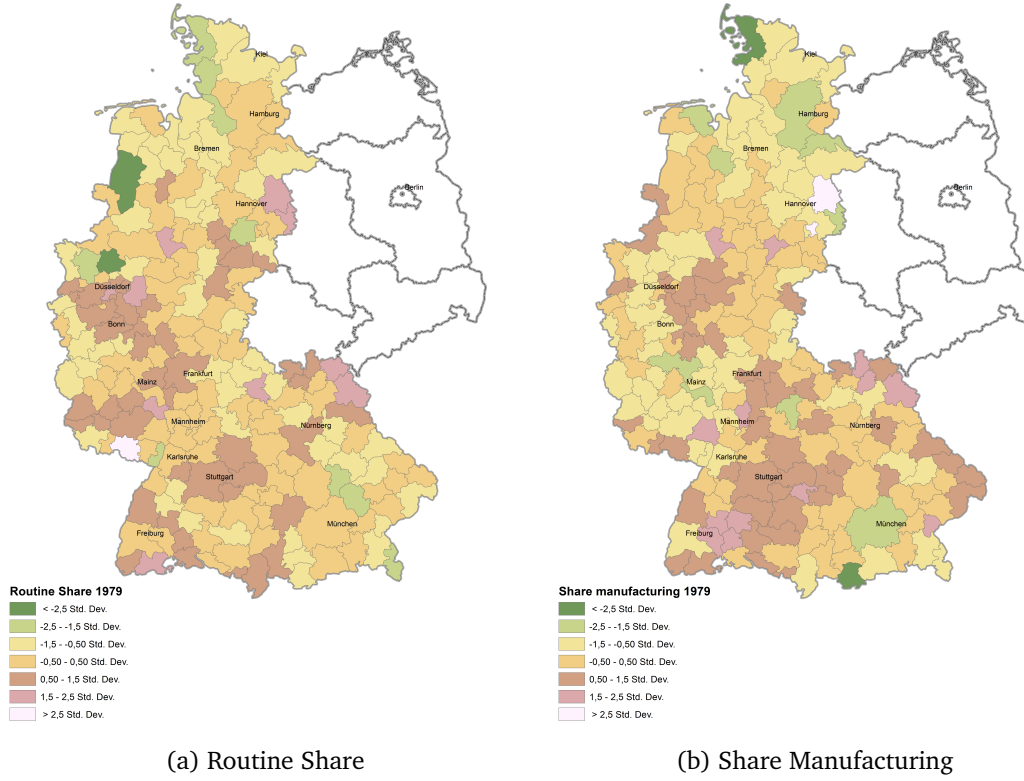 Kiel
Hamburg
Bremen
Berlin
Hannover
Düsseldorf
Bonn
Frankfurt
Mainz
Mannheim
Nürnberg
Karlsruhe
Stuttgart
München
Freiburg
Routine Share 1979
< -2,5 Std. Dev.
-2,5 - -1,5 Std. Dev.
-1,5 - -0,50 Std. Dev.
-0,50 - 0,50 Std. Dev.
0,50 - 1,5 Std. Dev.
1,5 - 2,5 Std. Dev.
> 2,5 Std. Dev.
(a) Routine Share
Kiel
Hamburg
Bremen
Berlin
Hannover
Düsseldorf
Bonn
Frankfurt
Mainz
Mannheim
Nürnberg
Karlsruhe
Stuttgart
München
Freiburg
Share manufacturing 1979
< -2,5 Std. Dev.
-2,5 - -1,5 Std. Dev.
-1,5 - -0,50 Std. Dev.
-0,50 - 0,50 Std. Dev.
0,50 - 1,5 Std. Dev.
1,5 - 2,5 Std. Dev.
> 2,5 Std. Dev.
(b) Share Manufacturing